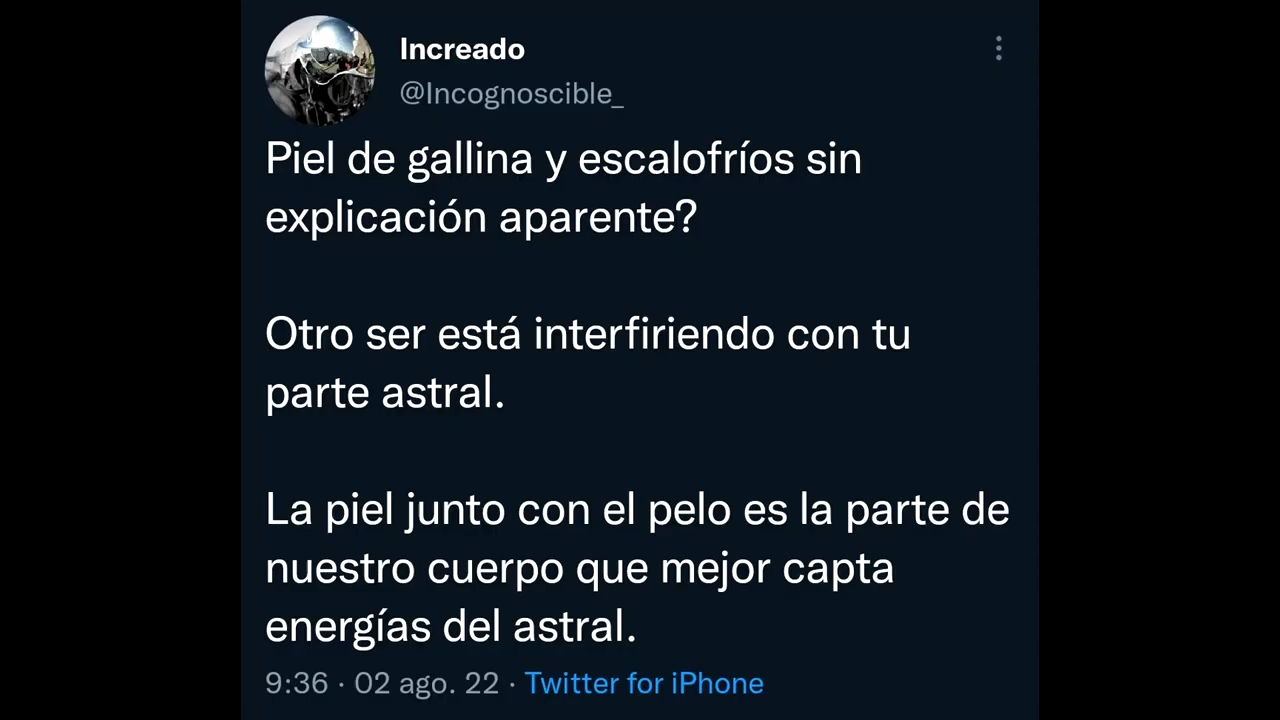 Increado
@Incognoscible_
Piel de gallina y escalofríos sin
explicación aparente?
Otro ser está interfiriendo con tu
parte astral.
La piel junto con el pelo es la parte de
nuestro cuerpo que mejor capta
energías del astral.
9:36 · 02 ago. 22 · Twitter for iPhone